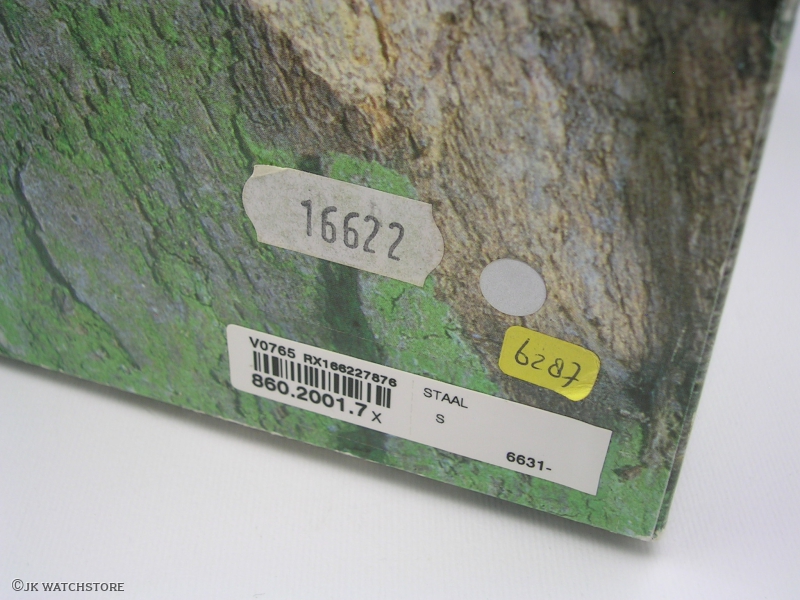 16622
6287
V0765 RX166227876
860.2001.7 X
STAAL
S
6631-
©JK WATCHSTORE